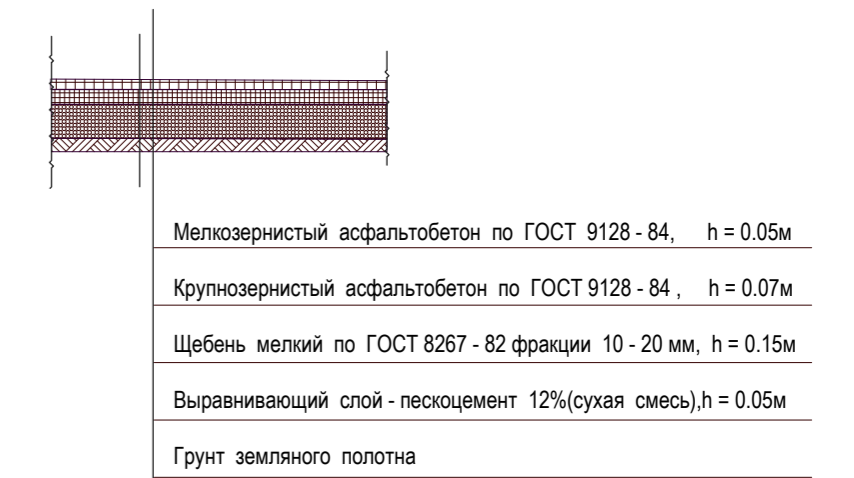 Мелкозернистый асфальтобетон по ГОСТ 9128 - 84, h = 0.05м
Крупнозернистый асфальтобетон по ГОСТ 9128 - 84 , h = 0.07м
Щебень мелкий по ГОСТ 8267 - 82 фракции 10 - 20 мм, h = 0.15м
Выравнивающий слой - пескоцемент 12%(сухая смесь),h = 0.05м
Грунт земляного полотна